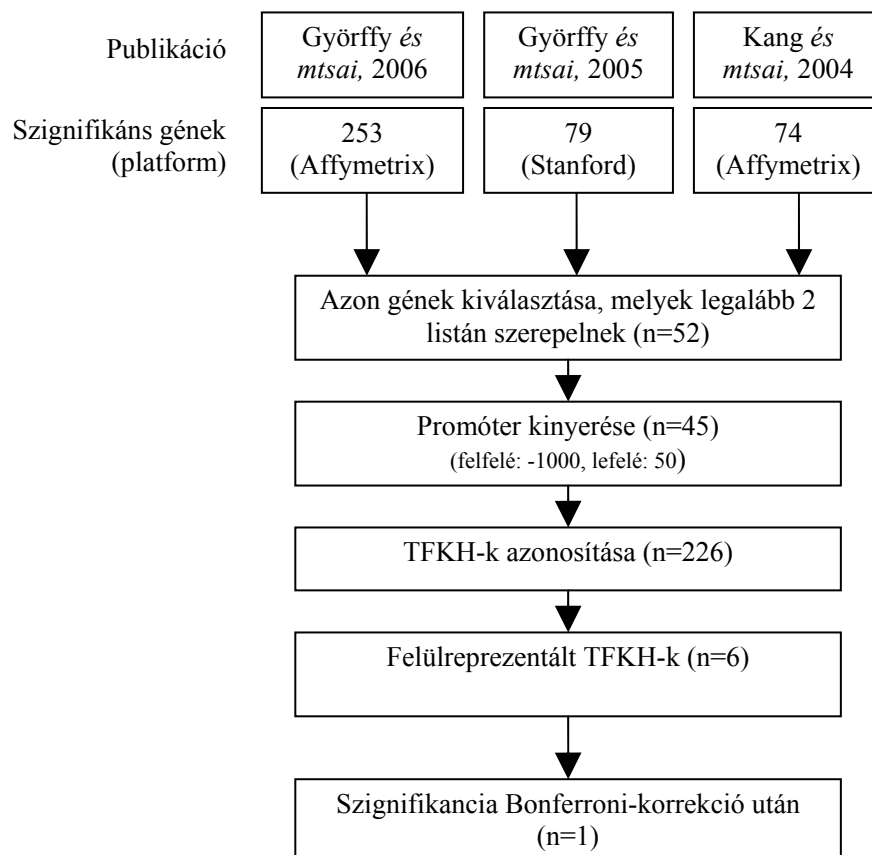 Publikáció
Györffy és
mtsai, 2006
Györffy és
mtsai, 2005
Kang és
mtsai, 2004
Szignifikáns gének
(platform)
253
(Affymetrix)
79
(Stanford)
74
(Affymetrix)
Azon gének kiválasztása, melyek legalább 2
listán szerepelnek (n=52)
Promóter kinyerése (n=45)
(felfelé: -1000, lefelé: 50)
TFKH-k azonosítása (n=226)
Felülreprezentált TFKH-k (n=6)
Szignifikancia Bonferroni-korrekció után
(n=1)